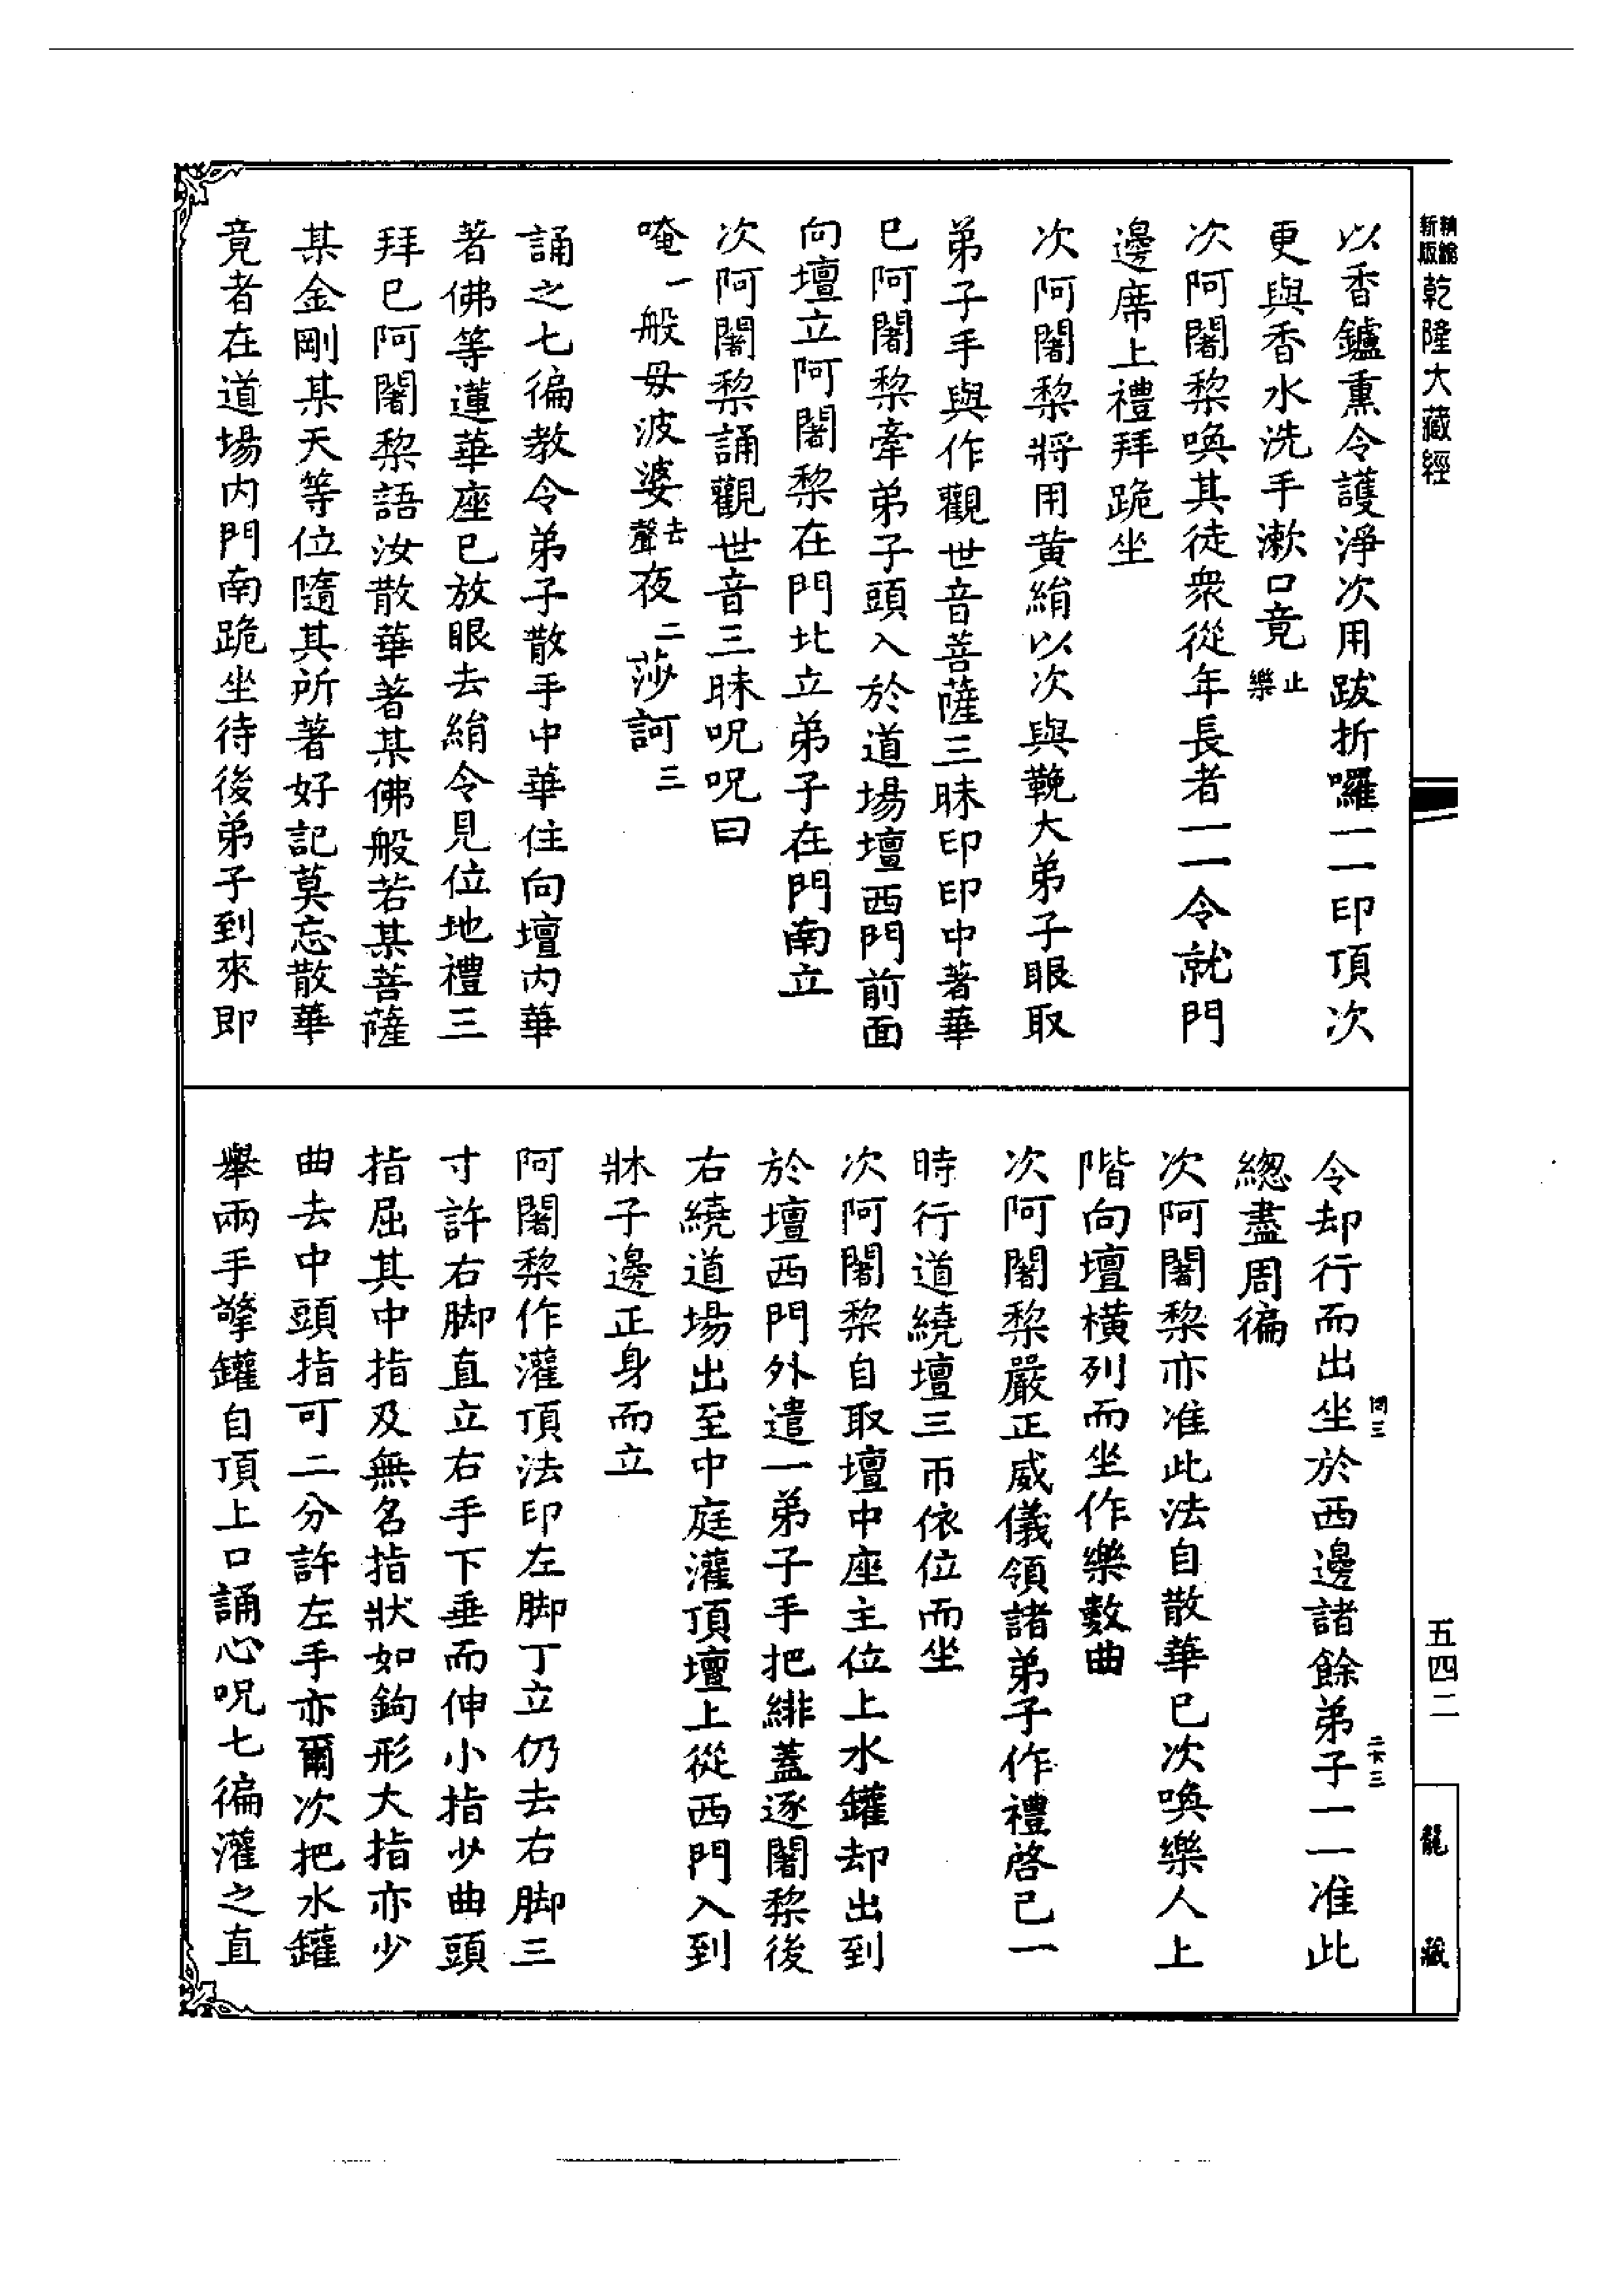 新版
精縮
乾隆大藏經
以香鑪熏令護淨次用跋折囉一一印頂次
更與香水洗手漱口竟止樂
次阿闍棃喚其徒衆從年長者一一令就門
邊席上禮拜跪坐
次阿闍棃將用黃絹以次與鞔大弟子眼取
弟子手與作觀世音菩薩三昧印印中著華
已阿闍棃牽弟子頭入於道場壇西門前面
向壇立阿闍棃在門北立弟子在門南立
次阿闍棃誦觀世音三昧呪呪曰
唵一般毋波婆去聲夜二莎訶三
誦之七徧教令弟子散手中華住向壇內華
著佛等蓮華座已放眼去絹令見位地禮三
拜已阿闍棃語汝散華著某佛般若某菩薩
某金剛某天等位隨其所著好記莫忘散華
竟者在道場內門南跪坐待後弟子到來即
令却行而出坐於西邊諸餘弟子一一准此
總盡周徧
次阿闍棃亦准此法自散華已次喚樂人上
階向壇橫列而坐作樂數曲
次阿闍棃嚴正威儀領諸弟子作禮啓已一
時行道繞壇三帀依位而坐
次阿闍棃自取壇中座主位上水鑵却出到
於壇西門外遣一弟子手把緋蓋逐闍棃後
右繞道場出至中庭灌頂壇上從西門入到
牀子邊正身而立
阿闍棃作灌頂法印左脚丁立仍去右脚三
寸許右脚直立右手下垂而伸小指少曲頭
指屈其中指及無名指狀如鉤形大指亦少
曲去中頭指可二分許左手亦爾次把水鑵
舉兩手擎鑵自頂上口誦心呪七徧灌之直
五四二
龍藏